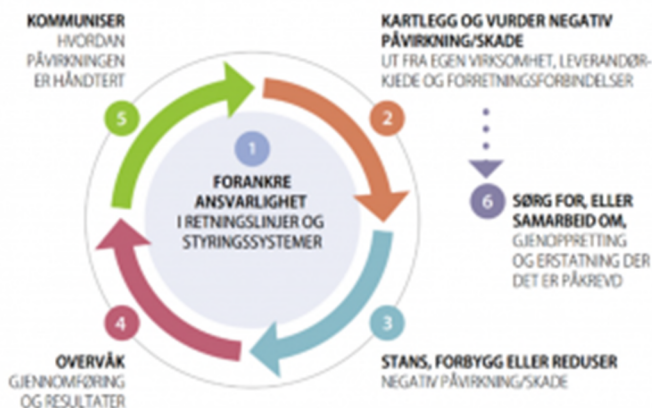 KOMMUNISER
HVORDAN
PÅVIRKNINGEN
ER HÅNDTERT
5
KARTLEGG OG VURDER NEGATIV
PÅVIRKNING/SKADE
UT FRA EGEN VIRKSOMHET, LEVERANDØR-
KJEDE OG FORRETNINGSFORBINDELSER
2
1
FORANKRE
ANSVARLIGHET
I RETNINGSLINJER OG
STYRINGSSYSTEMER
6
SØRG FOR, ELLER
SAMARBEID OM,
GJENOPPRETTING
OG ERSTATNING DER
DET ER PÅKREVD
4
OVERVÅK
GJENNOMFØRING
OG RESULTATER
3
STANS, FORBYGG ELLER REDUSER
NEGATIV PÅVIRKNING/SKADE